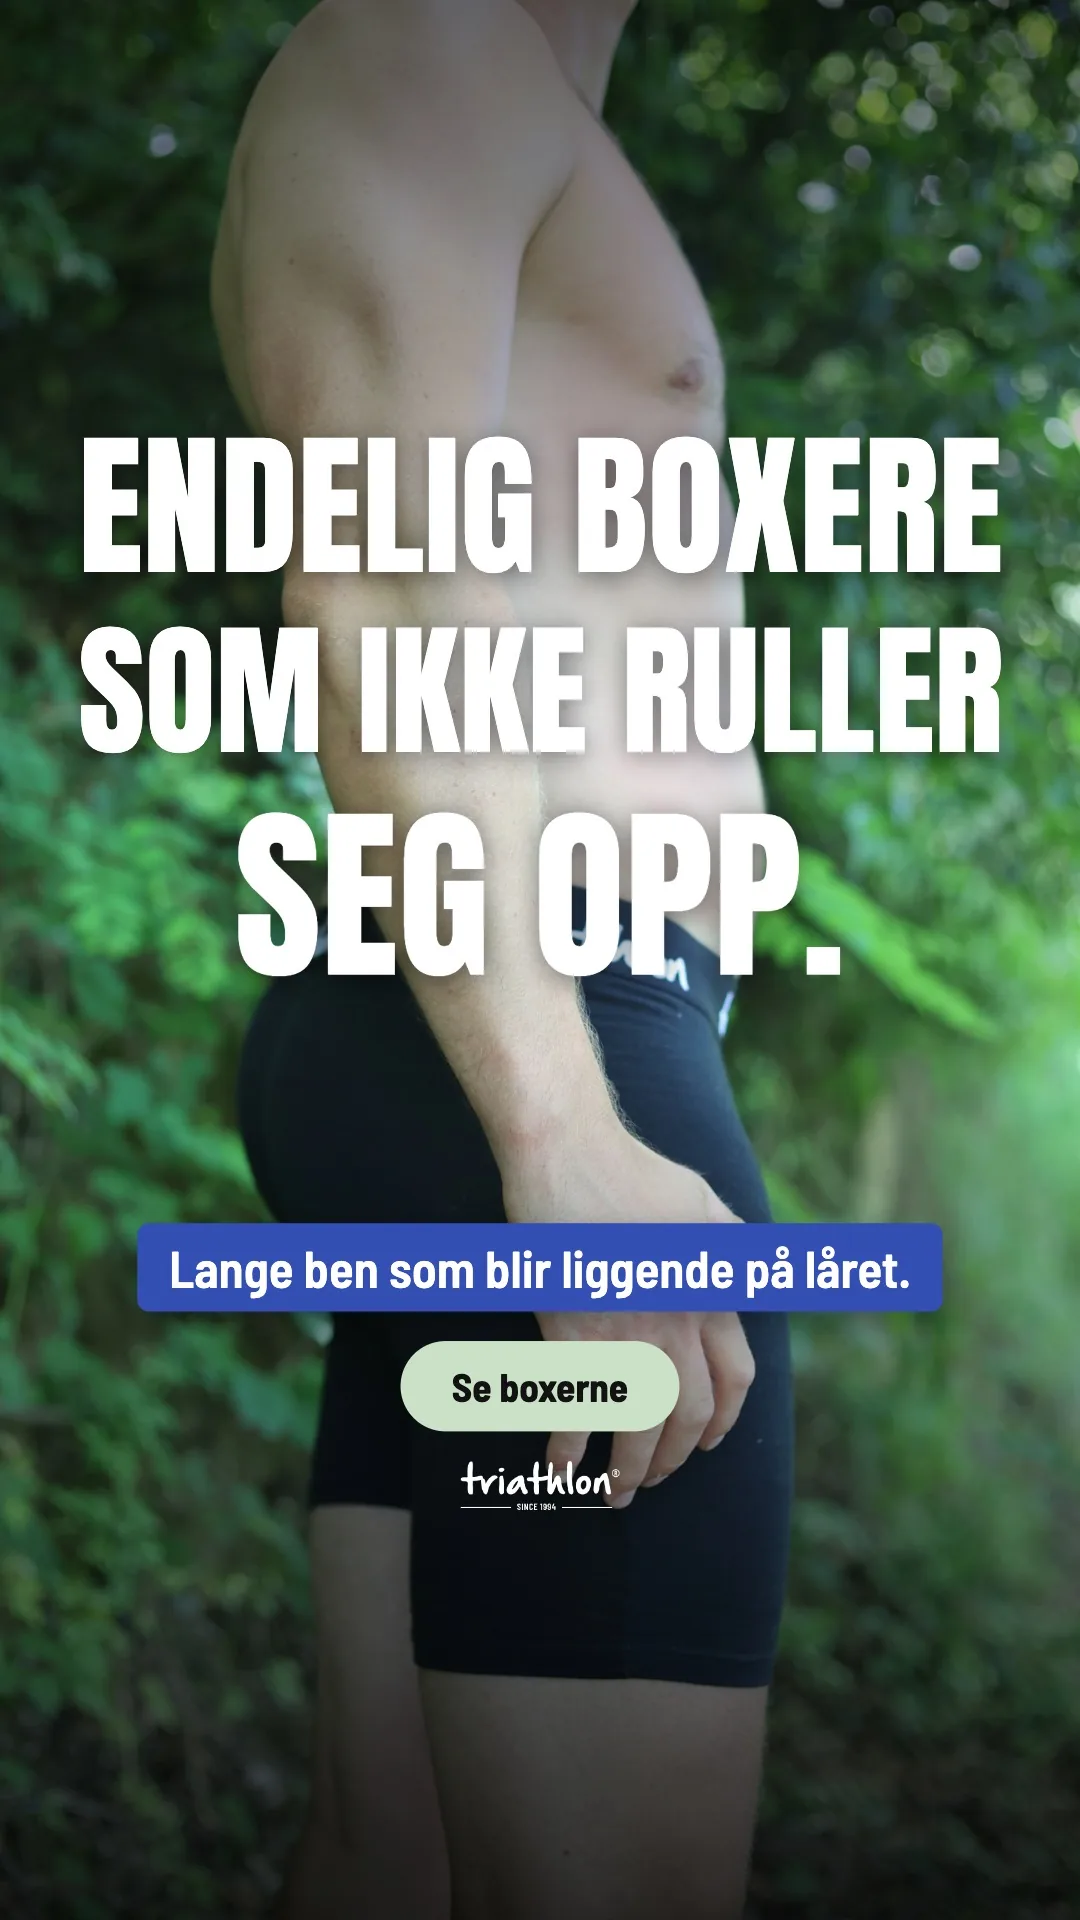 ENDELIG BOXERE
SOM IKKE RULLER
SEG OPP.
Lange ben som blir liggende på låret.
Se boxerne
triathlon®
SINCE 1994